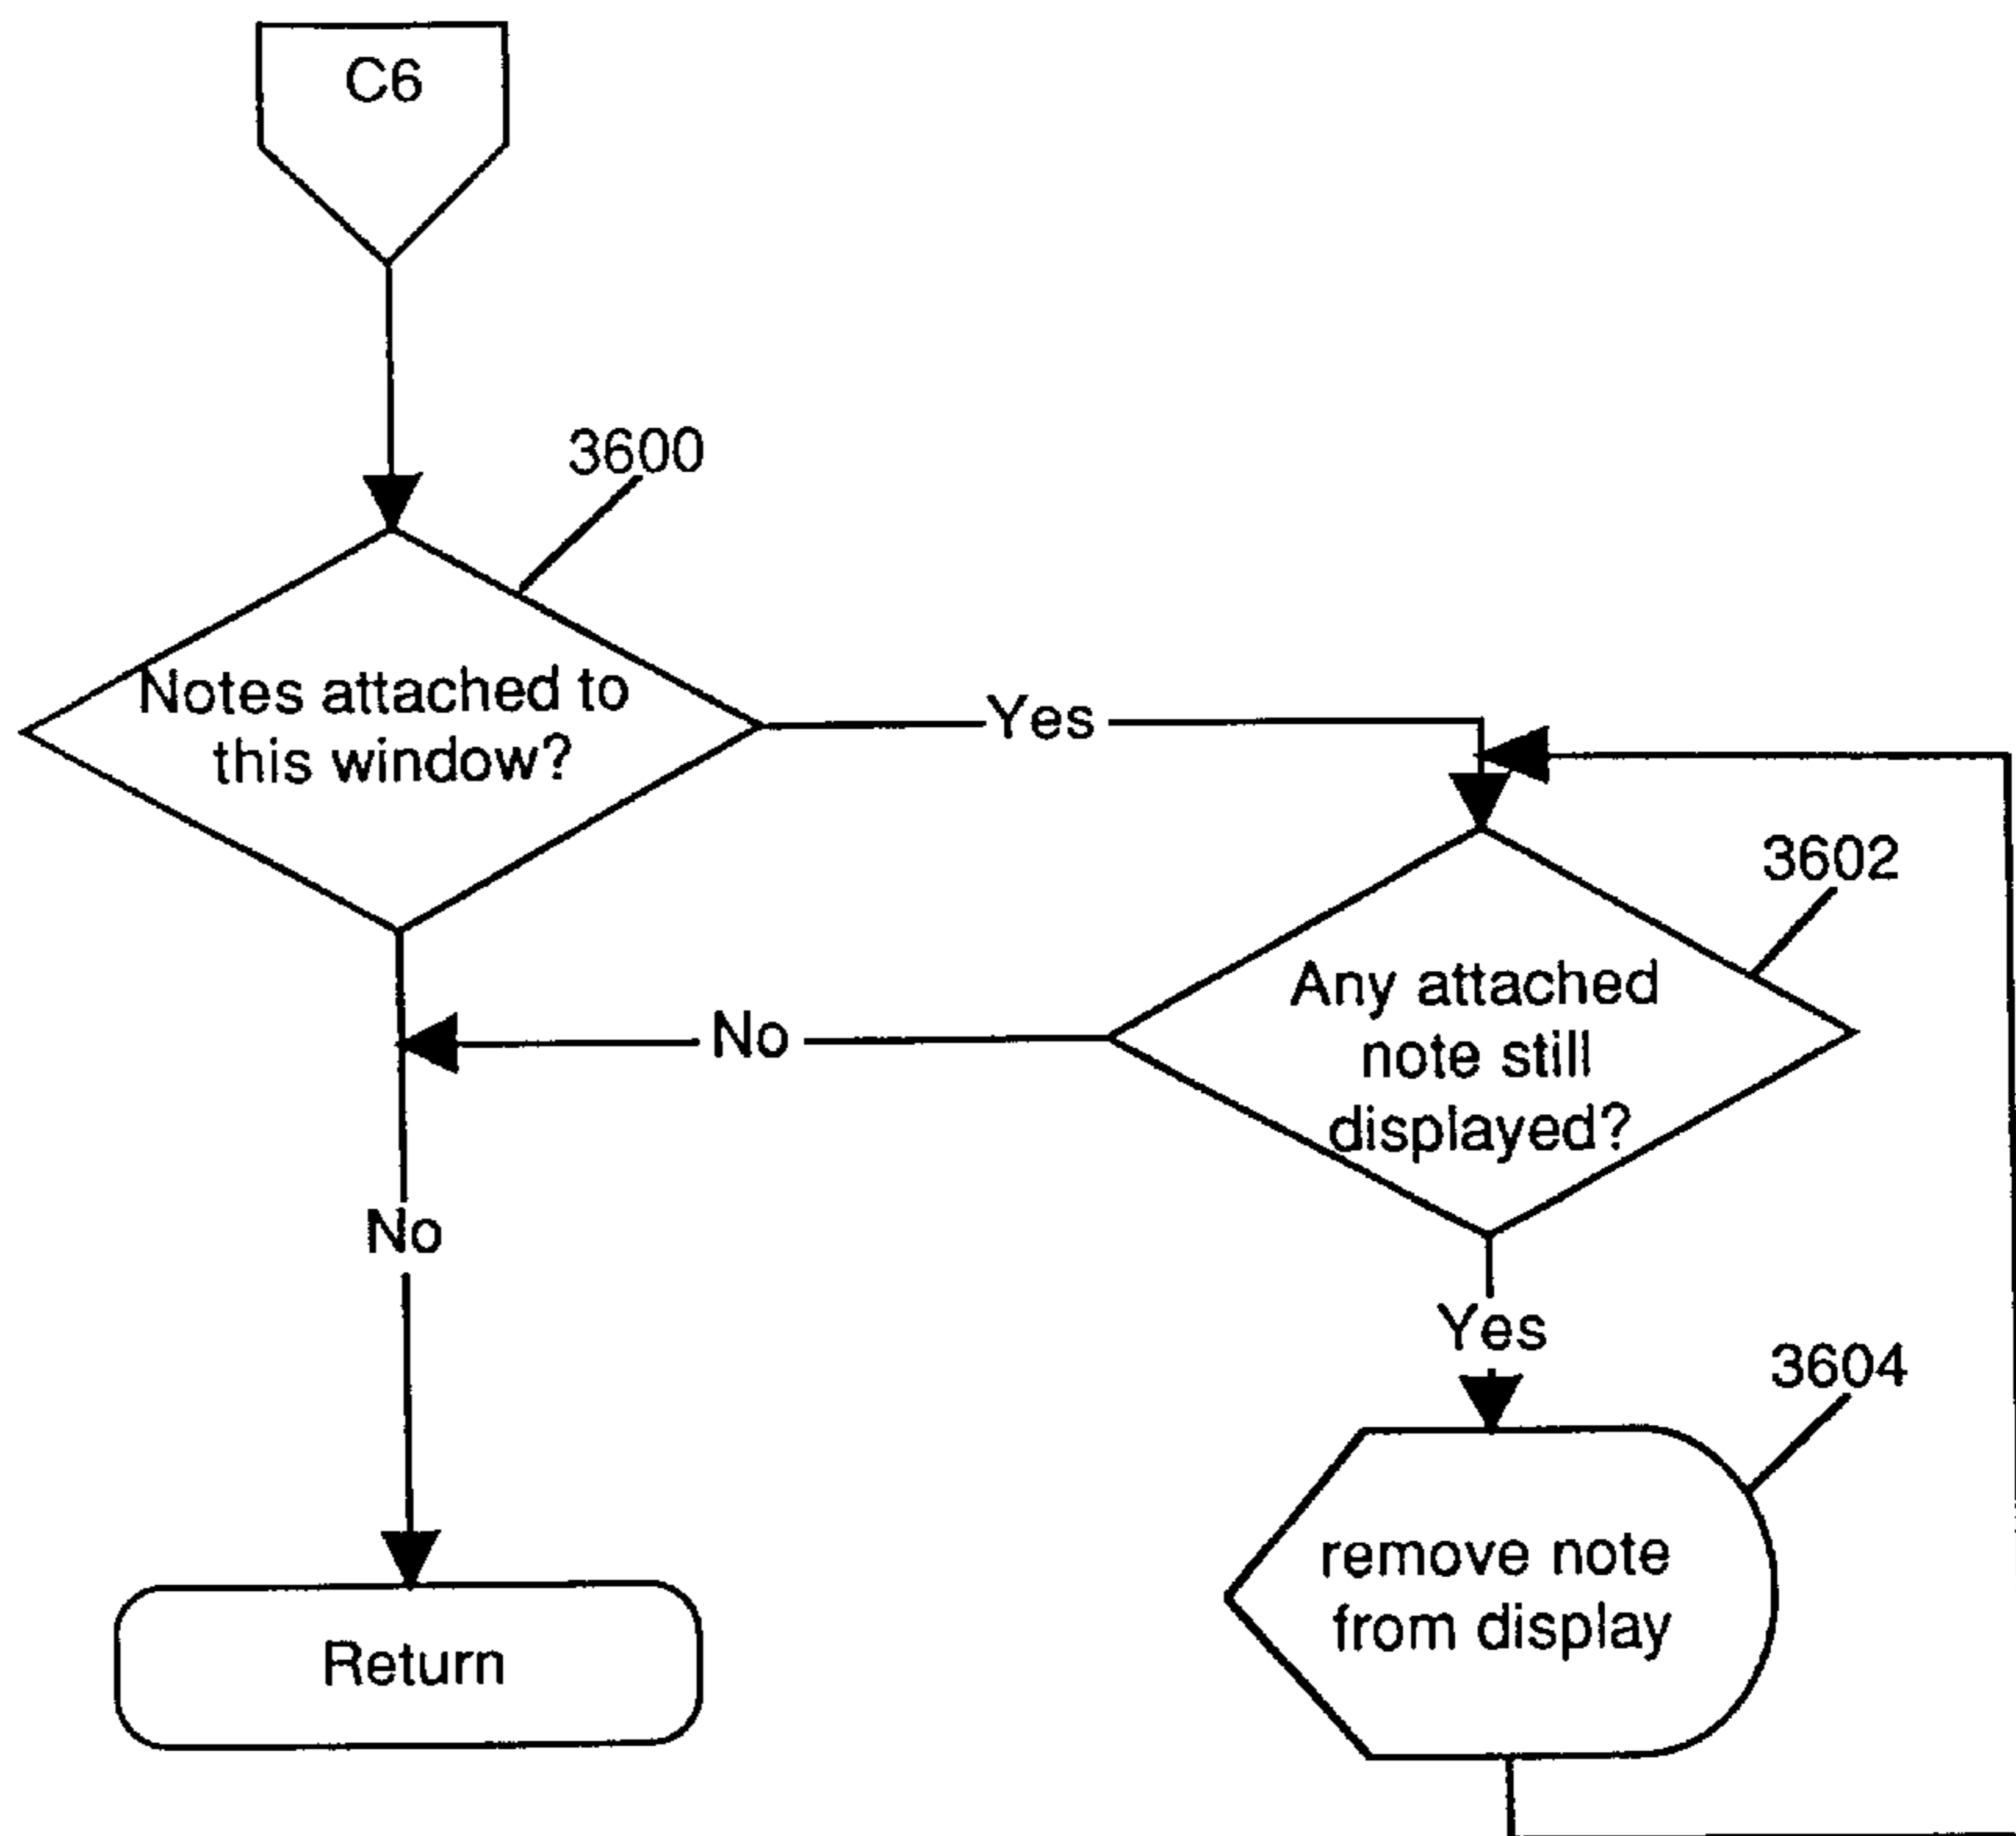 C6
3600
Notes attached to
this window?
Yes
3602
Any attached
note still
displayed?
No
No
Yes
3604
remove note
from display
Return